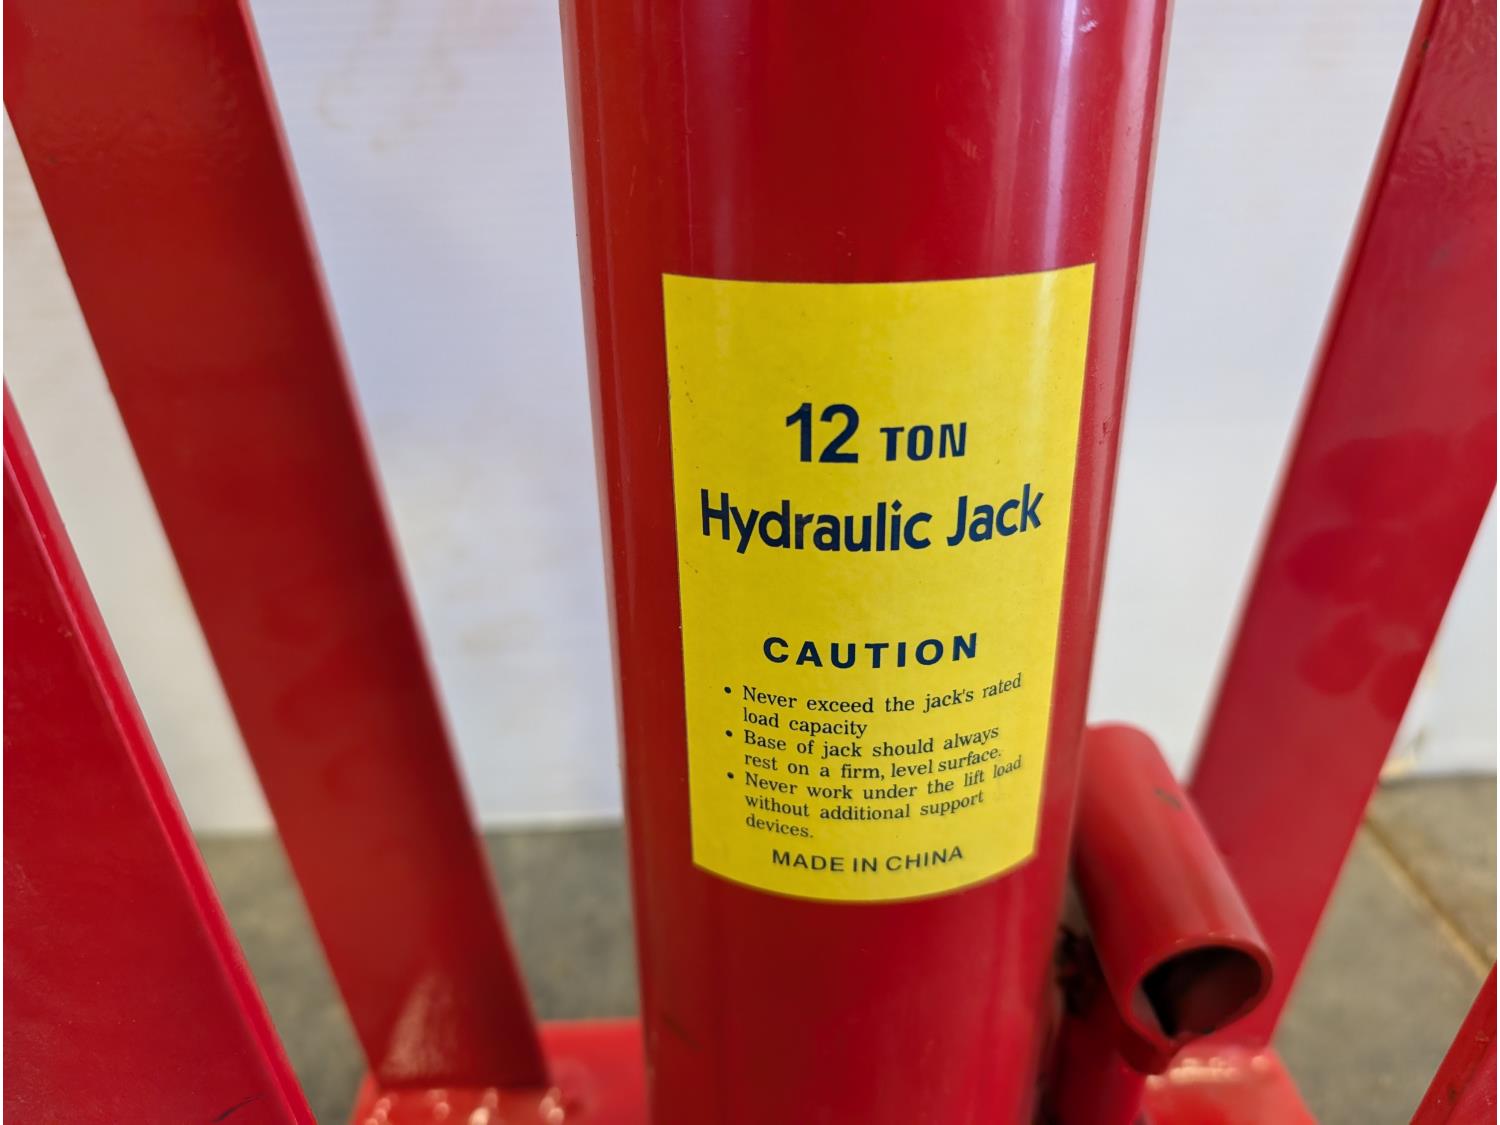 12 TON
Hydraulic Jack
CAUTION
• Never exceed the jack's rated
load capacity
• Base of jack should always
rest on a firm, level surface.
• Never work under the lift load
without additional support
devices.
MADE IN CHINA